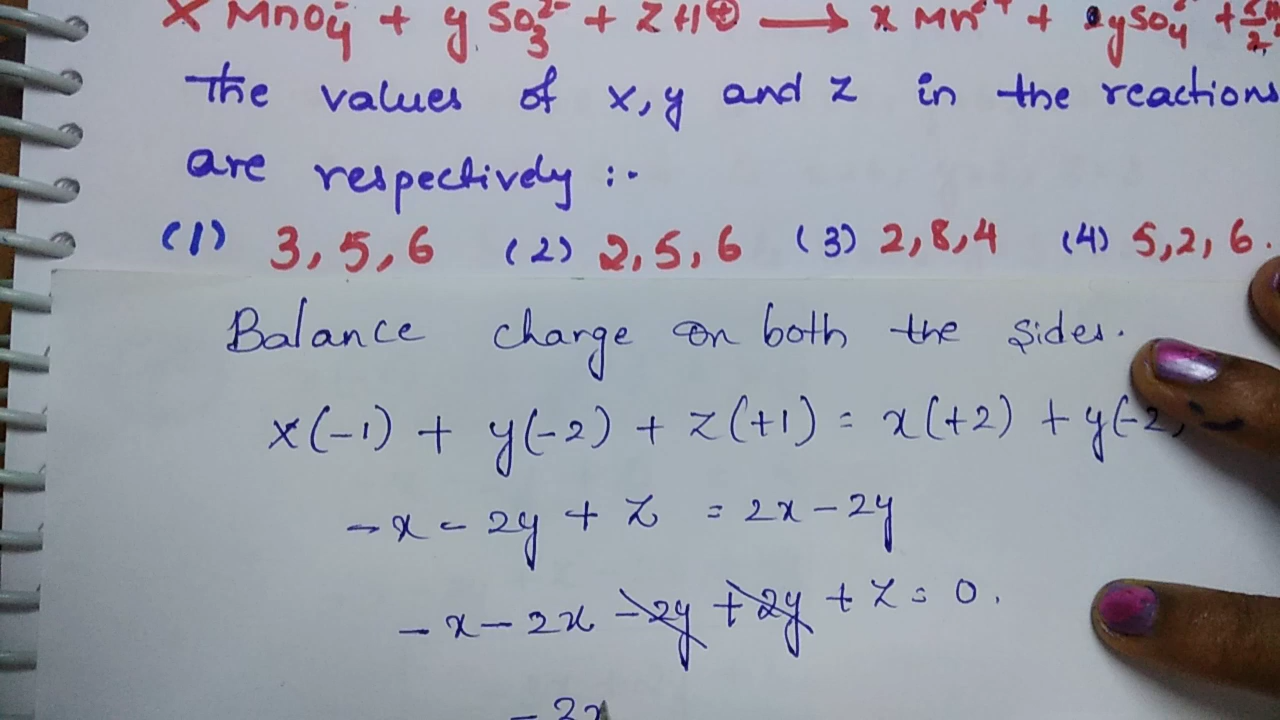 x MnO4⁻ + y SO3²⁻ + z H⊕ ⟶ x Mn⁺⁺ + y SO4²⁻ +
The values of x, y and z in the reactions
are respectively :-
(1) 3, 5, 6 (2) 2, 5, 6 (3) 2, 8, 4 (4) 5, 2, 6.
Balance charge on both the sides.
x(-1) + y(-2) + z(+1) = x(+2) + y(-2
-x - 2y + z = 2x - 2y
-x - 2x - 2y + 2y + z = 0.